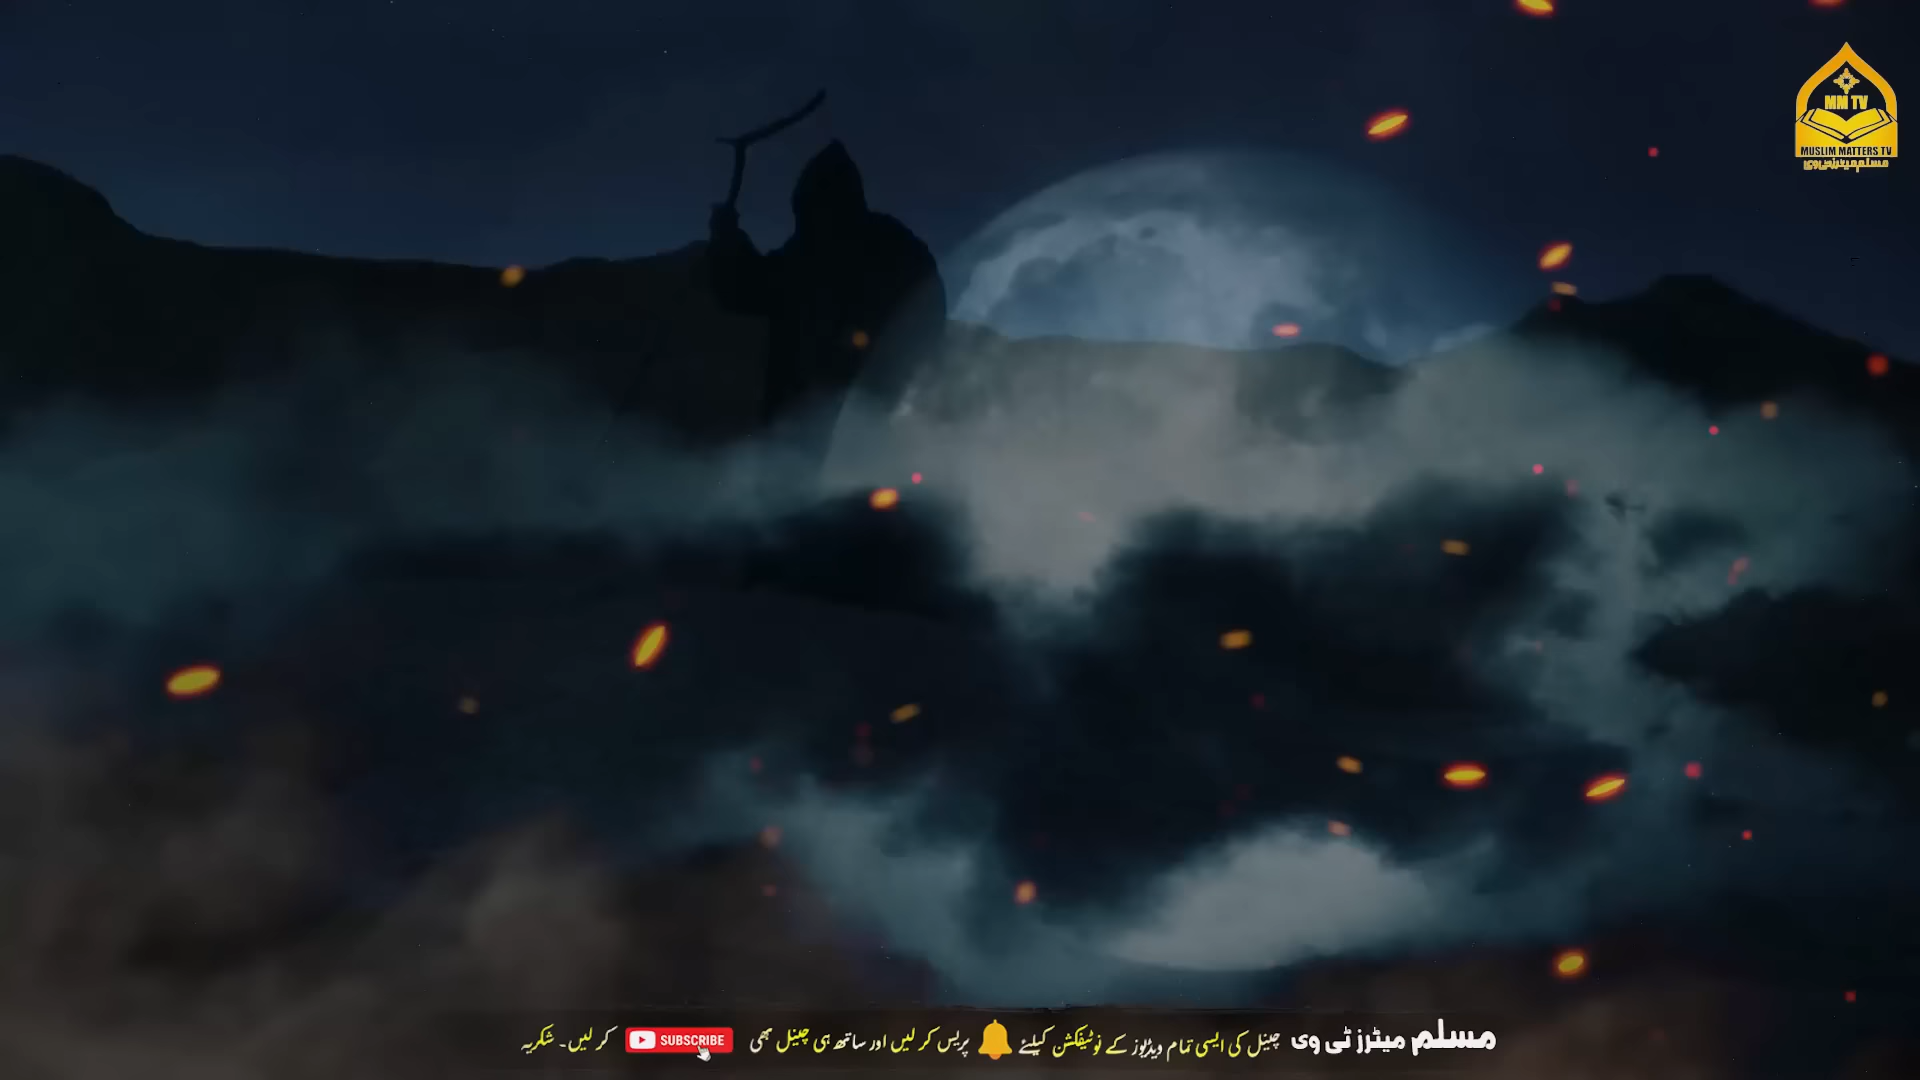 MM TV
MUSLIM MATTERS TV
مسلم میٹرز ٹی وی
مسلم میٹرز ٹی وی چینل کی ایسی تمام ویڈیوز کے نوٹیفکشن کیلئے پریس کر لیں اور ساتھ ہی چینل بھی SUBSCRIBE کر لیں۔ شکریہ